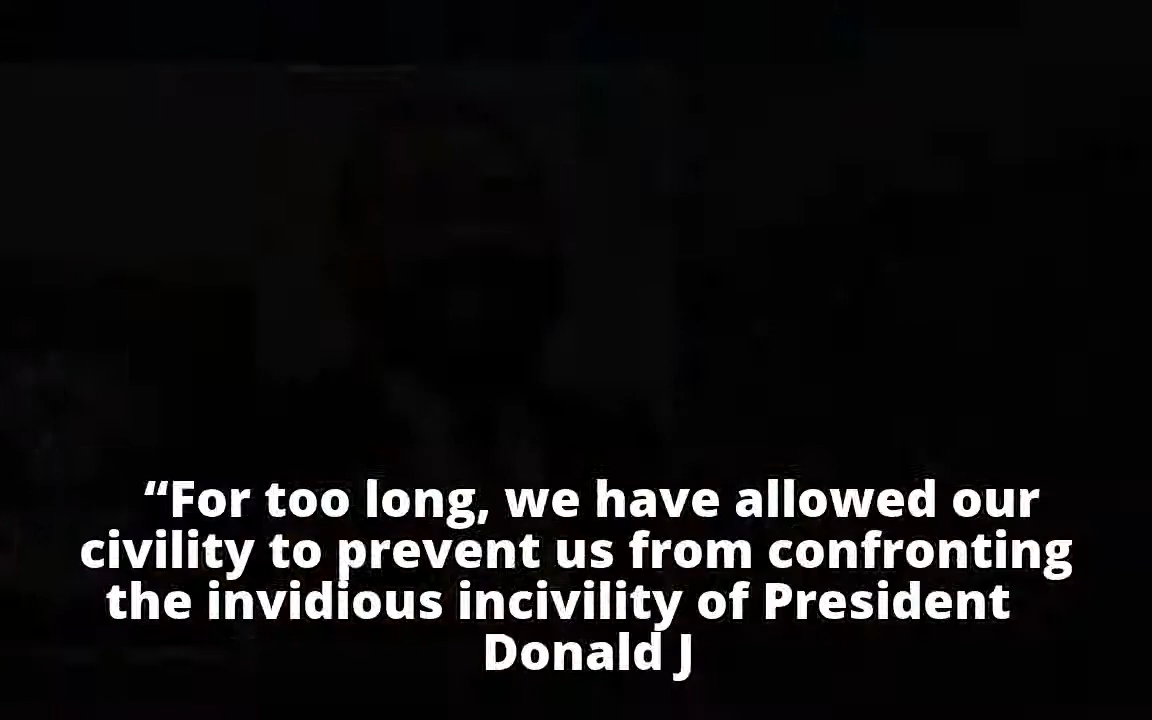 “For too long, we have allowed our
civility to prevent us from confronting
the invidious incivility of President
Donald J